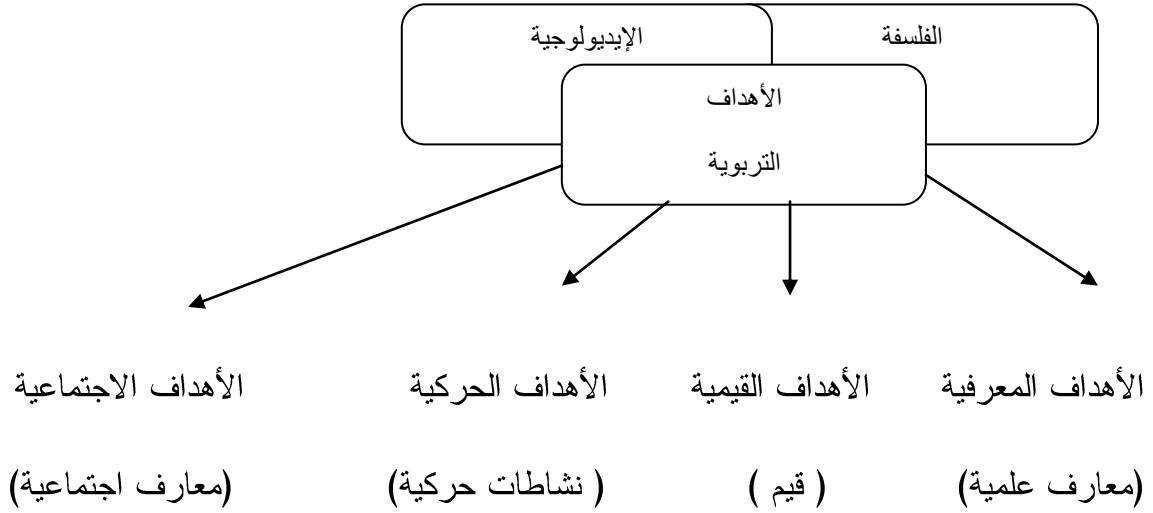 الفلسفة
الإيديولوجية
الأهداف
التربوية
الأهداف المعرفية
الأهداف القيمية
الأهداف الحركية
الأهداف الاجتماعية
(معارف علمية)
( قيم )
( نشاطات حركية)
(معارف اجتماعية)